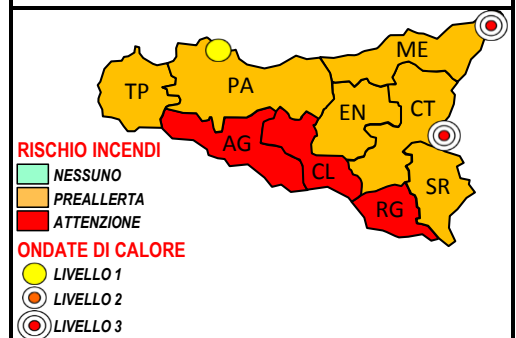 ME
TP
PA
EN
CT
AG
CL
SR
RG
RISCHIO INCENDI
NESSUNO
PREALLERTA
ATTENZIONE
ONDATE DI CALORE
LIVELLO 1
LIVELLO 2
LIVELLO 3